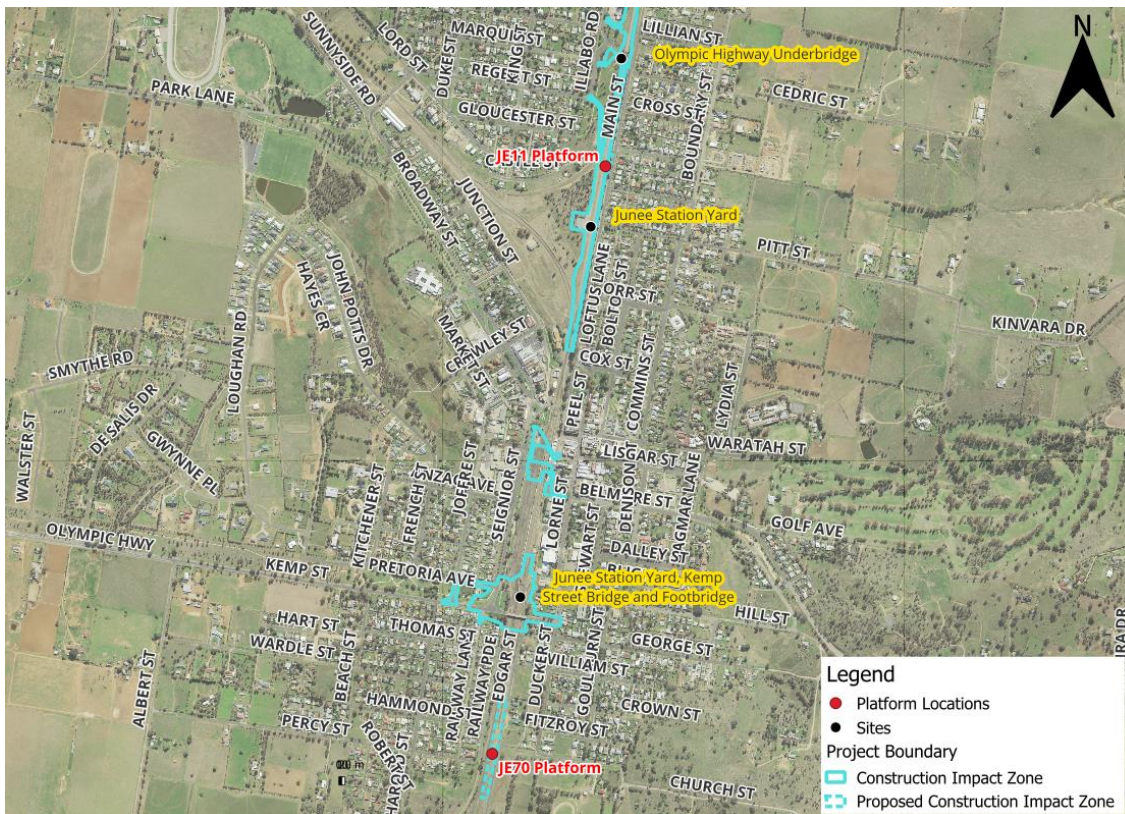 MARQUIS ST
LILLIAN ST
N
SUNNYSIDE RD
LORD ST
DUKE ST
KING ST
ILLABO RD
Olympic Highway Underbridge
REGENT ST
PARK LANE
CEDRIC ST
GLOUCESTER ST
MAIN ST
CROSS ST
BOUNDARY ST
JE11 Platform
BROADWAY ST
JUNCTION ST
Junee Station Yard
PITT ST
HAYES CR
JOHN POTTS DR
LOFTUS LANE
BOLTON ST
ORR ST
KINVARA DR
LOUGHAN RD
MARKET ST
CRAWLEY ST
COX ST
COMMINS ST
SMYTHE RD
DE SALIS DR
PEEL ST
LYDIA ST
WALSTER ST
GWYNNE PL
WARATAH ST
LISGAR ST
KITCHENER ST
FRENCH ST
JOFFRE ST
SEIGNIOR ST
DENISON ST
BELMORE ST
LORNE ST
GOLF AVE
OLYMPIC HWY
DALLEY ST
KEMP ST
PRETORIA AVE
Junee Station Yard, Kemp
Street Bridge and Footbridge
HILL ST
HART ST
THOMAS ST
WARDLE ST
GEORGE ST
ALBERT ST
BEACH ST
RAILWAY PDE
EDGAR ST
DUCKER ST
WILLIAM ST
GOULBURN ST
HAMMOND
CROWN ST
PERCY ST
FITZROY ST
ROBERT ST
JE70 Platform
CHURCH ST
Legend
Platform Locations
Sites
Project Boundary
Construction Impact Zone
Proposed Construction Impact Zone